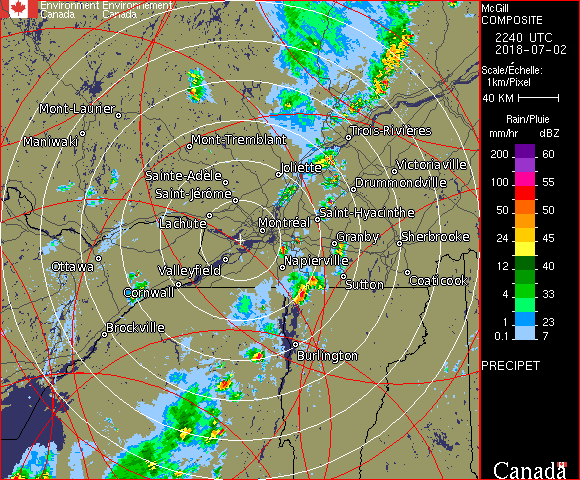 Environment Environnement
Canada Canada
McGill
COMPOSITE
2240 UTC
2018-07-02
Scale/Échelle:
1km/Pixel
40 KM
Rain/Pluie
mm/hr dBZ
200 60
100 55
50 50
24 45
12 40
4 33
1 23
0.1 7
PRECIPET
Canada
Mont-Laurier
Maniwaki
Mont-Tremblant
Trois-Rivières
Sainte-Adèle
Joliette
Victoriaville
Saint-Jérôme
Drummondville
Lachute
Saint-Hyacinthe
Montréal
Granby
Sherbrooke
Ottawa
Valleyfield
Napierville
Cornwall
Sutton
Coaticook
Brockville
Burlington